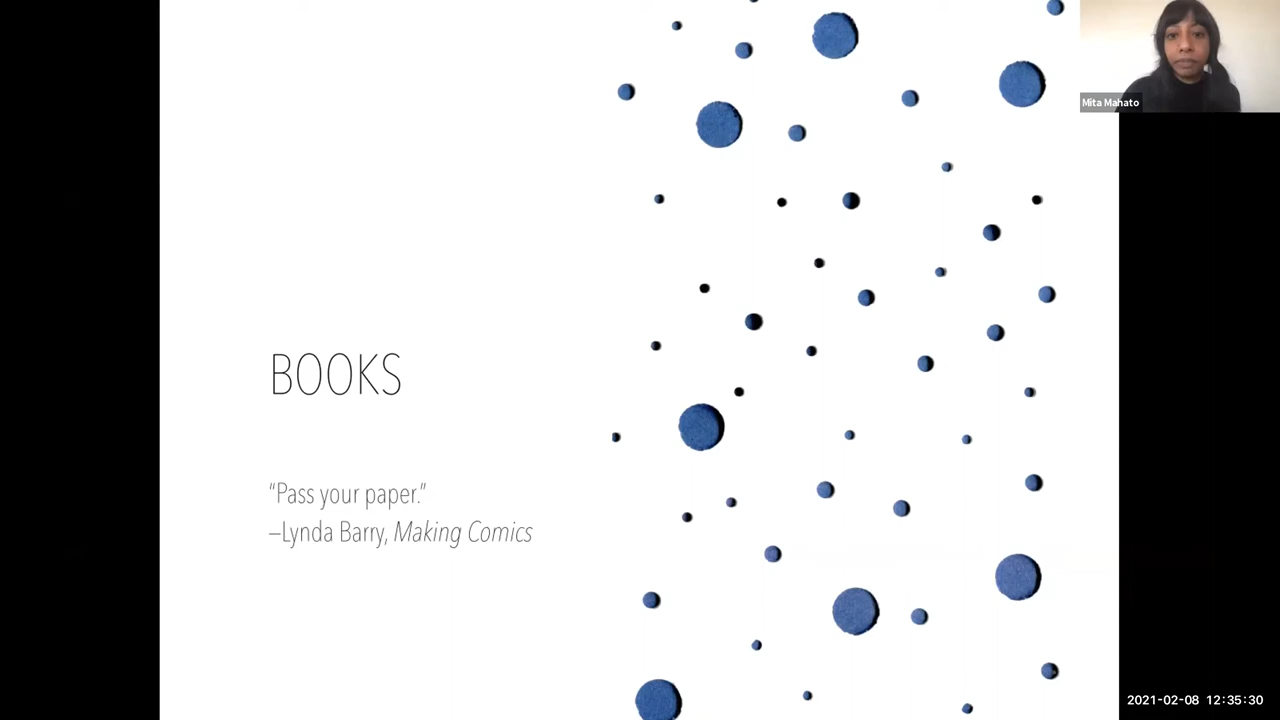 Mita Mahato
BOOKS
“Pass your paper.”
–Lynda Barry, Making Comics
2021-02-08 12:35:30